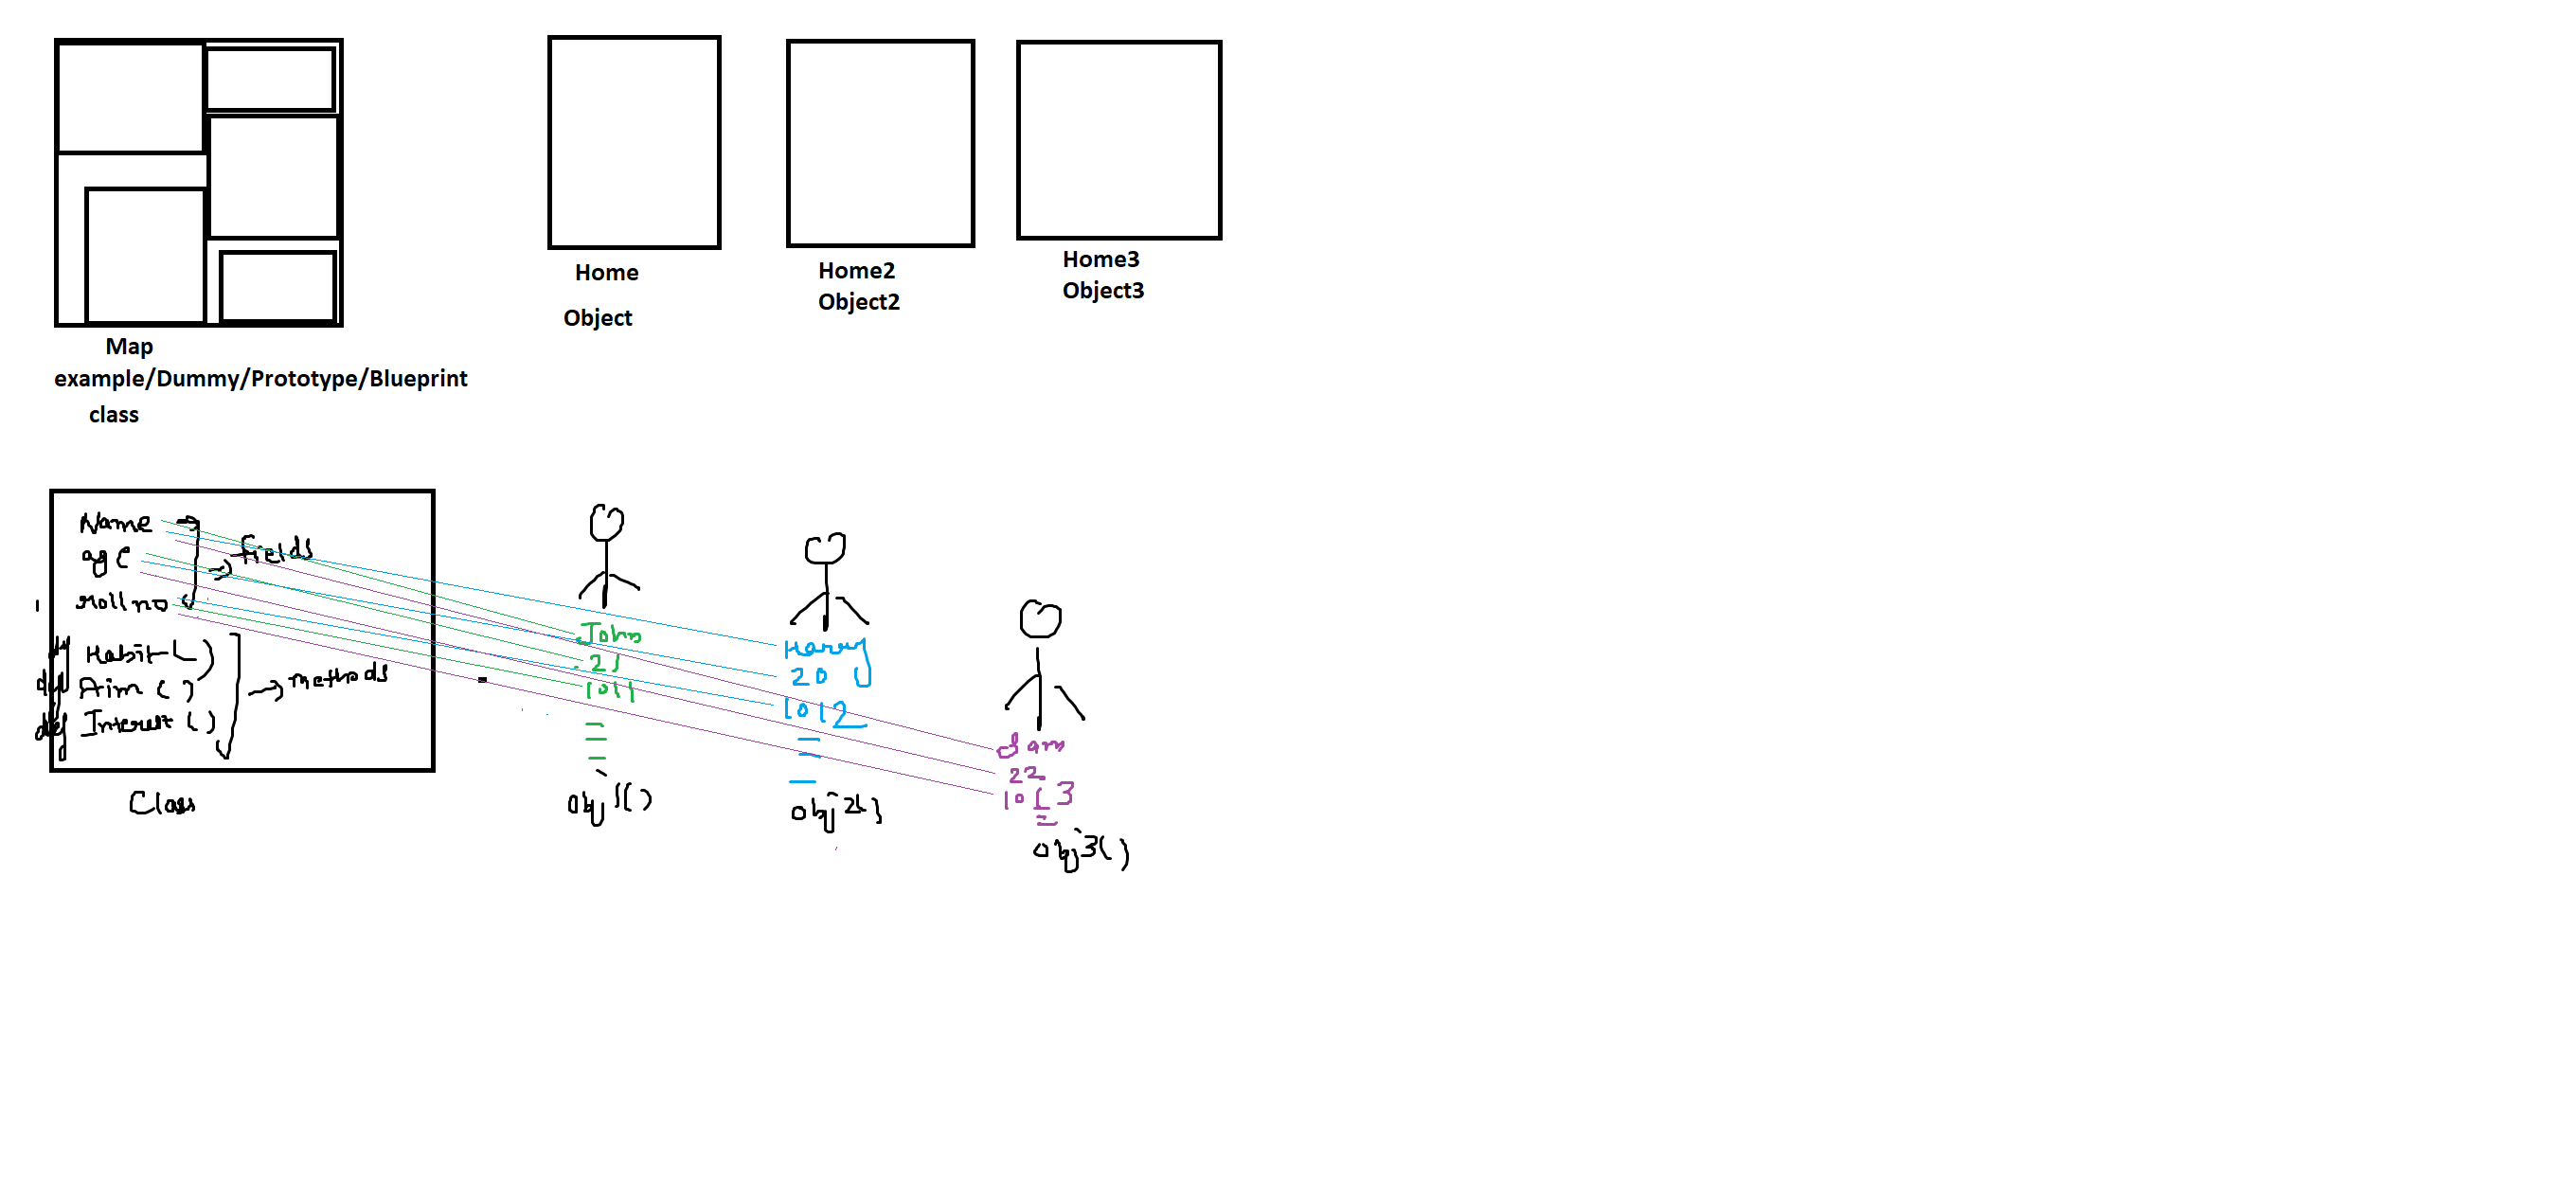 Home
Object
Home2
Object2
Home3
Object3
Map
example/Dummy/Prototype/Blueprint
class
Name
age
fields
rollno
def Habit()
def Aim()
methods
def Interest()
Class
John
21
1011
obj1()
Harry
20
1012
obj2()
Sam
22
1013
obj3()